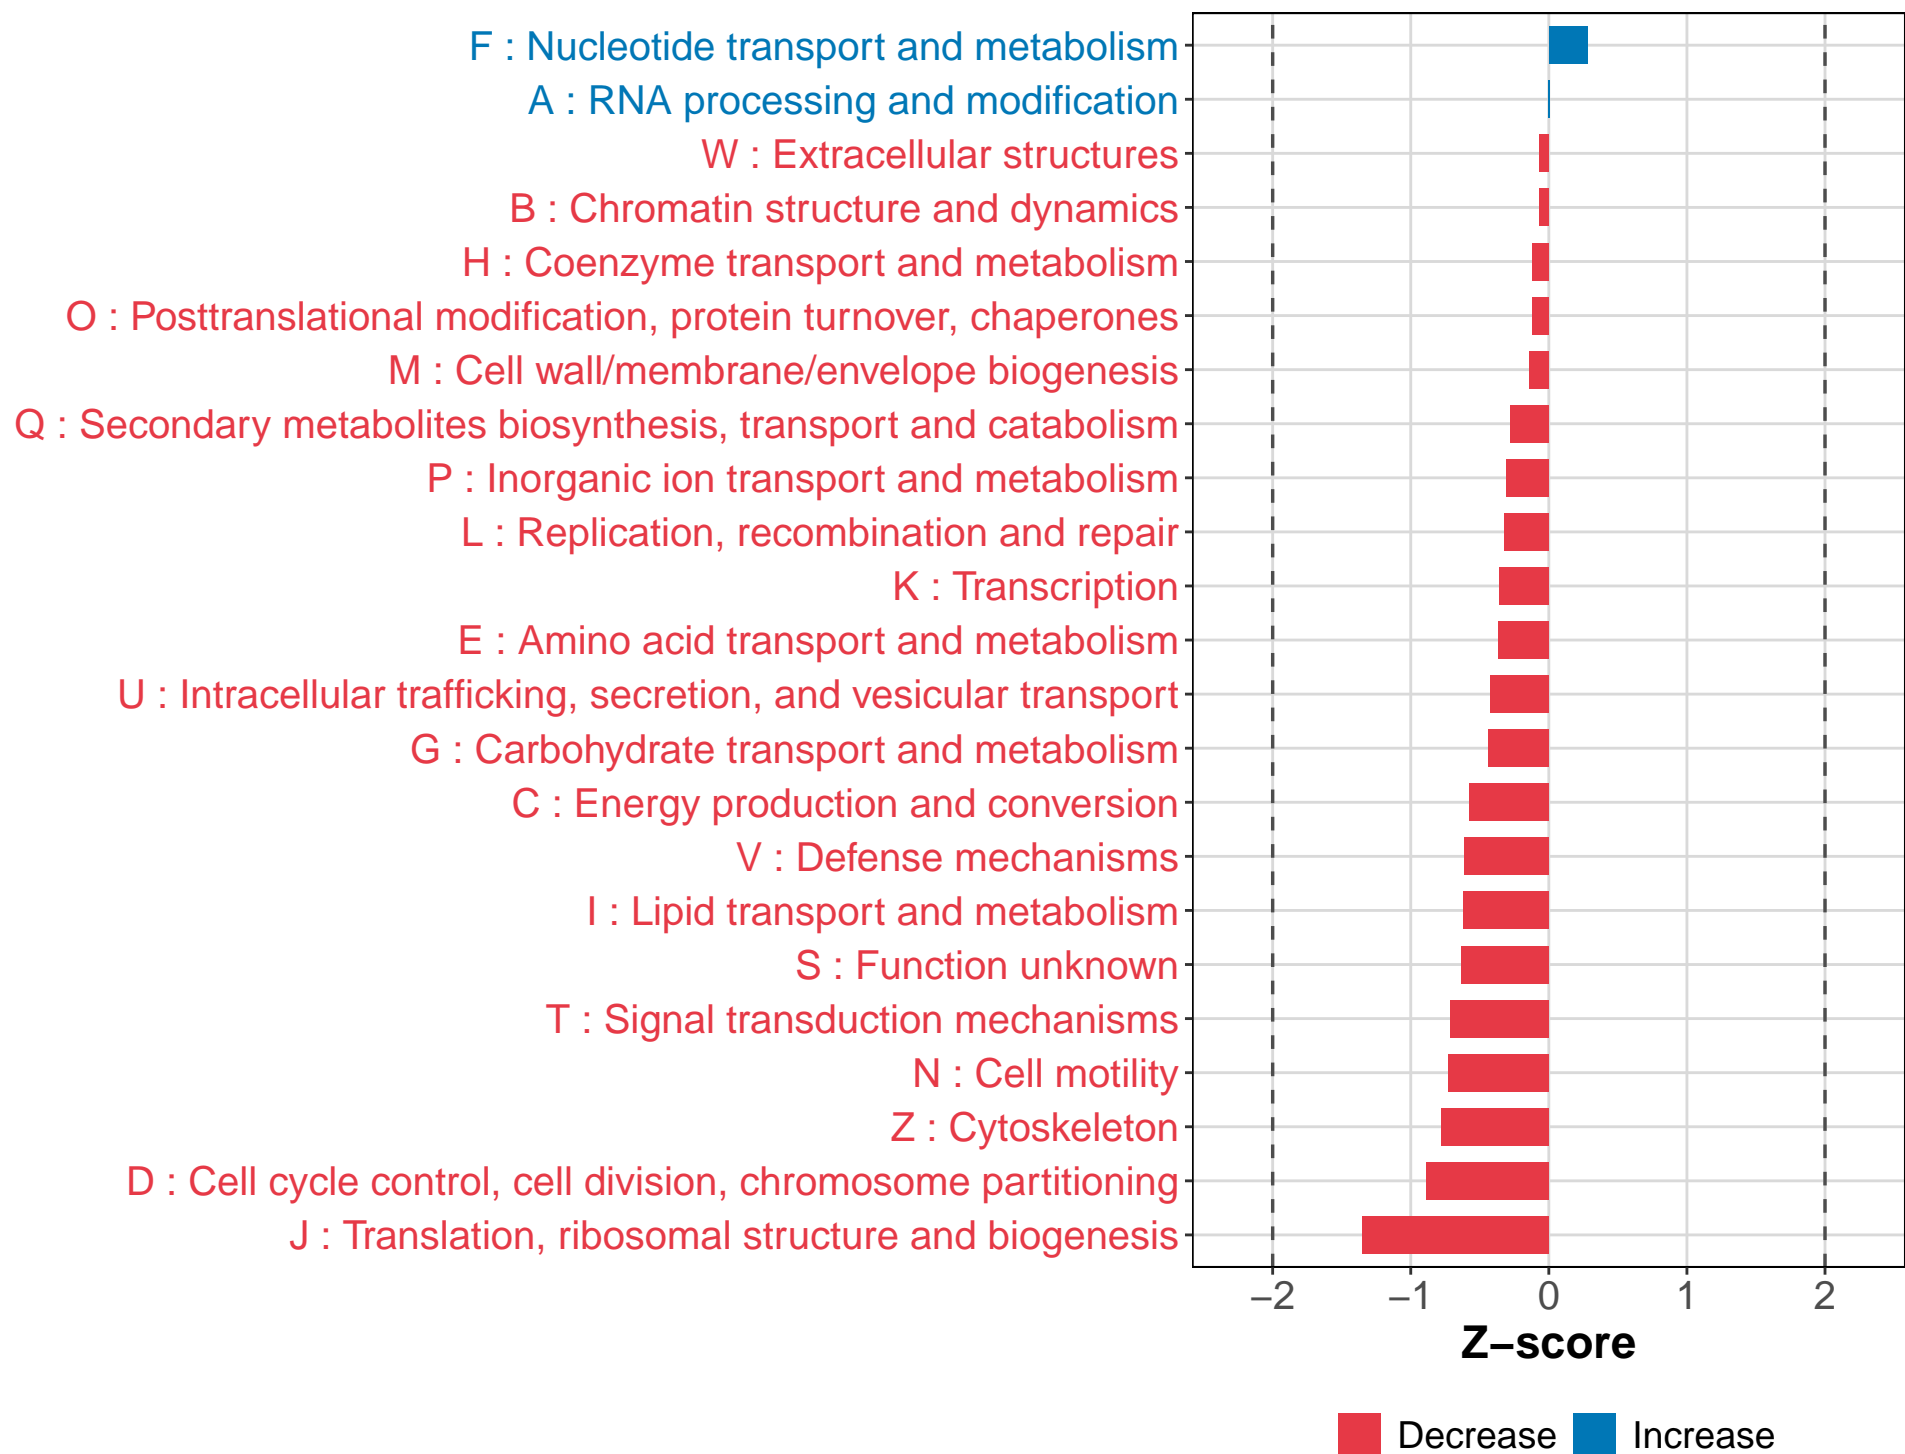 F : Nucleotide transport and metabolism
A : RNA processing and modification
W : Extracellular structures
B : Chromatin structure and dynamics
H : Coenzyme transport and metabolism
O : Posttranslational modification, protein turnover, chaperones
M : Cell wall/membrane/envelope biogenesis
Q : Secondary metabolites biosynthesis, transport and catabolism
P : Inorganic ion transport and metabolism
L : Replication, recombination and repair
K : Transcription
E : Amino acid transport and metabolism
U : Intracellular trafficking, secretion, and vesicular transport
G : Carbohydrate transport and metabolism
C : Energy production and conversion
V : Defense mechanisms
I : Lipid transport and metabolism
S : Function unknown
T : Signal transduction mechanisms
N : Cell motility
Z : Cytoskeleton
D : Cell cycle control, cell division, chromosome partitioning
J : Translation, ribosomal structure and biogenesis
−2 −1 0 1 2
Z−score
Decrease Increase